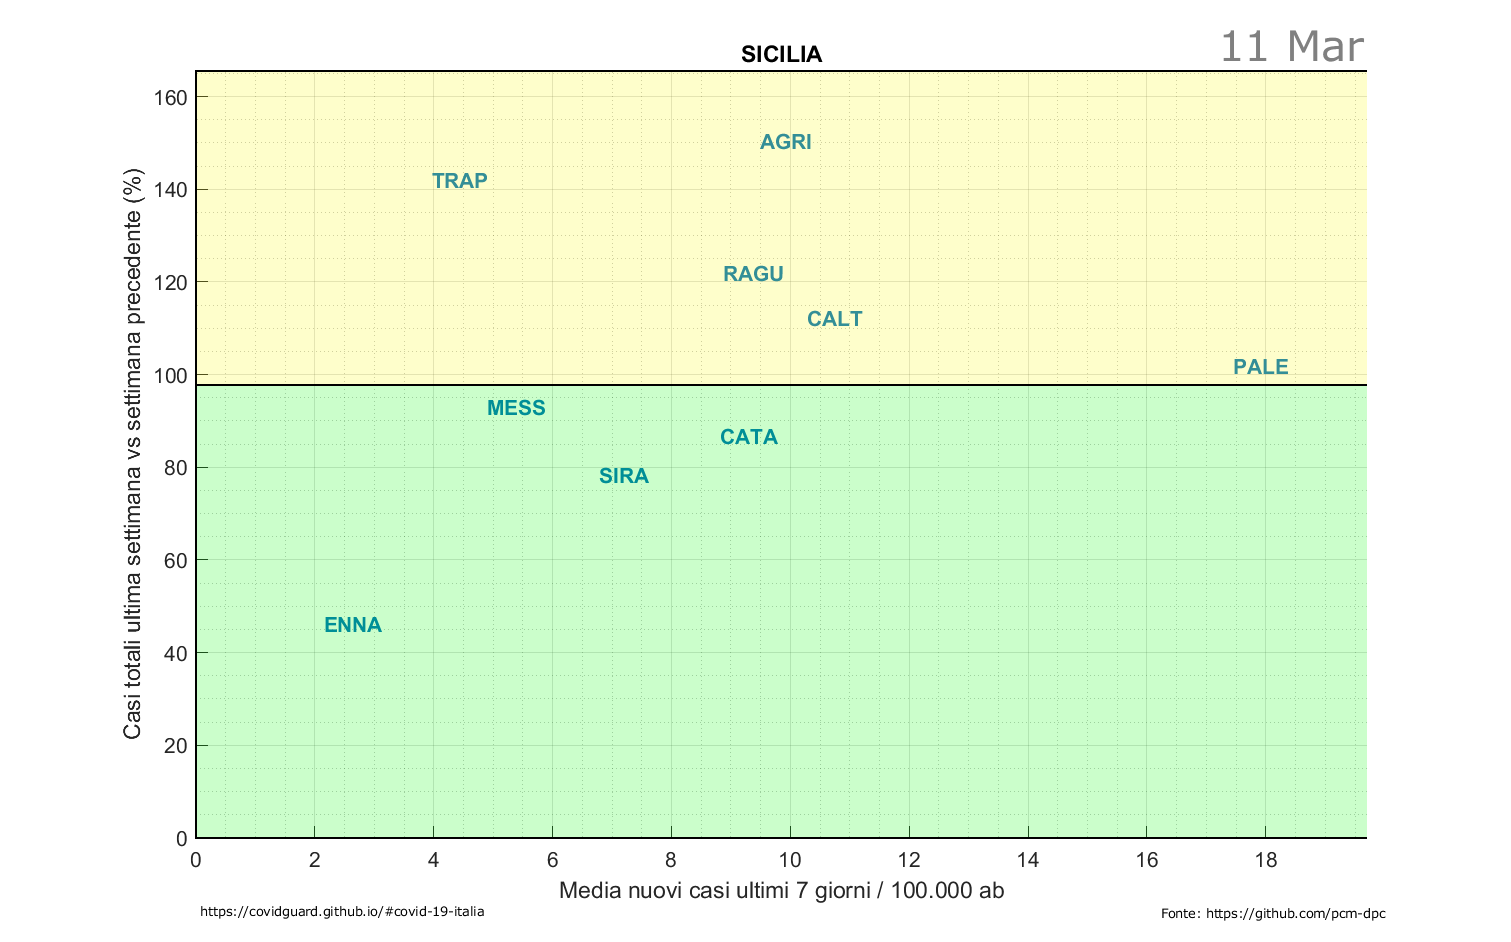 SICILIA
11 Mar
160
140
120
100
80
60
40
20
0
Casi totali ultima settimana vs settimana precedente (%)
AGRI
TRAP
RAGU
CALT
PALE
MESS
CATA
SIRA
ENNA
0 2 4 6 8 10 12 14 16 18
Media nuovi casi ultimi 7 giorni / 100.000 ab
https://covidguard.github.io/#covid-19-italia
Fonte: https://github.com/pcm-dpc